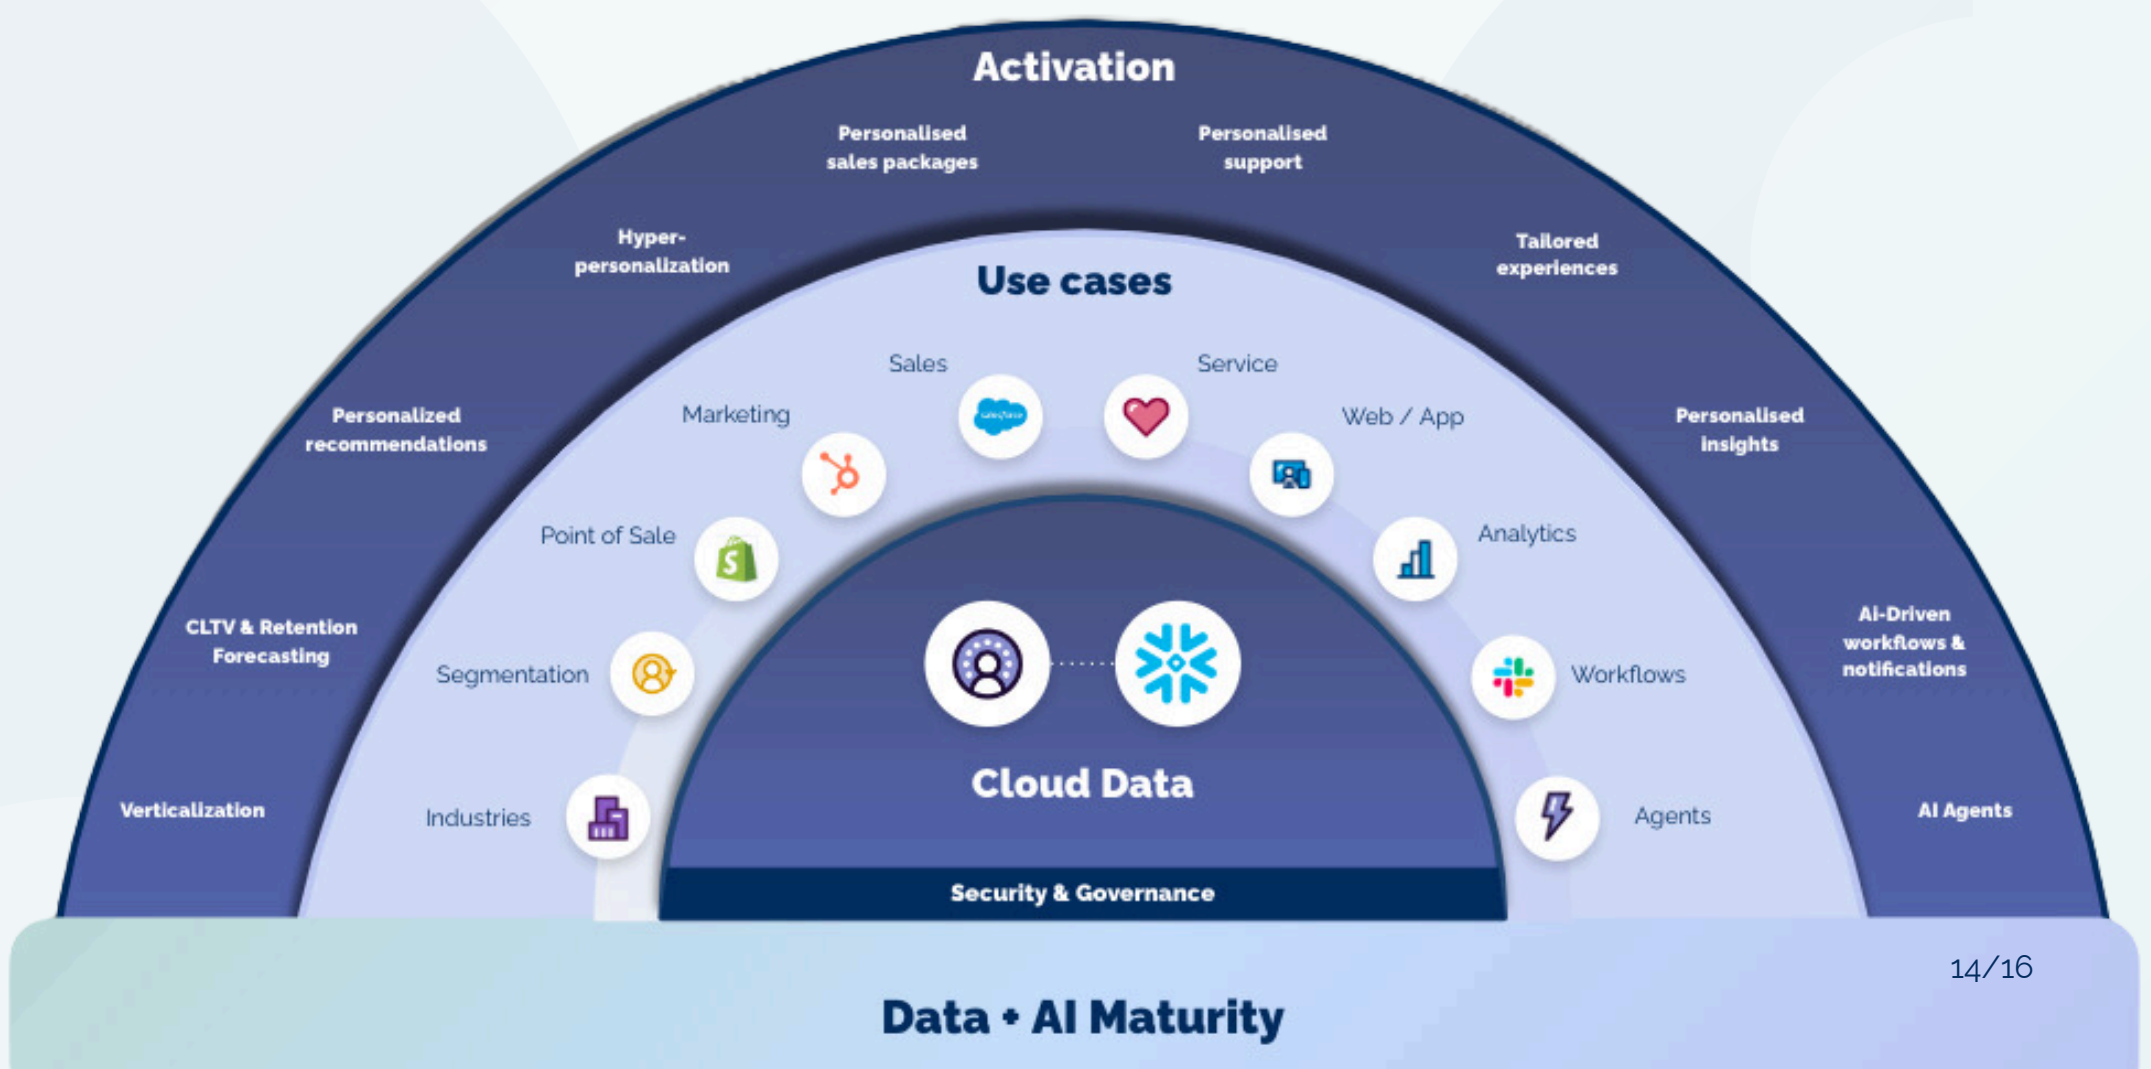 Activation
Personalised
sales packages
Personalised
support
Hyper-
personalization
Tailored
experiences
Personalized
recommendations
Personalised
insights
CLTV & Retention
Forecasting
AI-Driven
workflows &
notifications
Verticalization
AI Agents
Use cases
Sales
salesforce
Service
Marketing
Web / App
Point of Sale
S
Analytics
Segmentation
Workflows
Industries
Agents
Cloud Data
Security & Governance
14/16
Data + AI Maturity